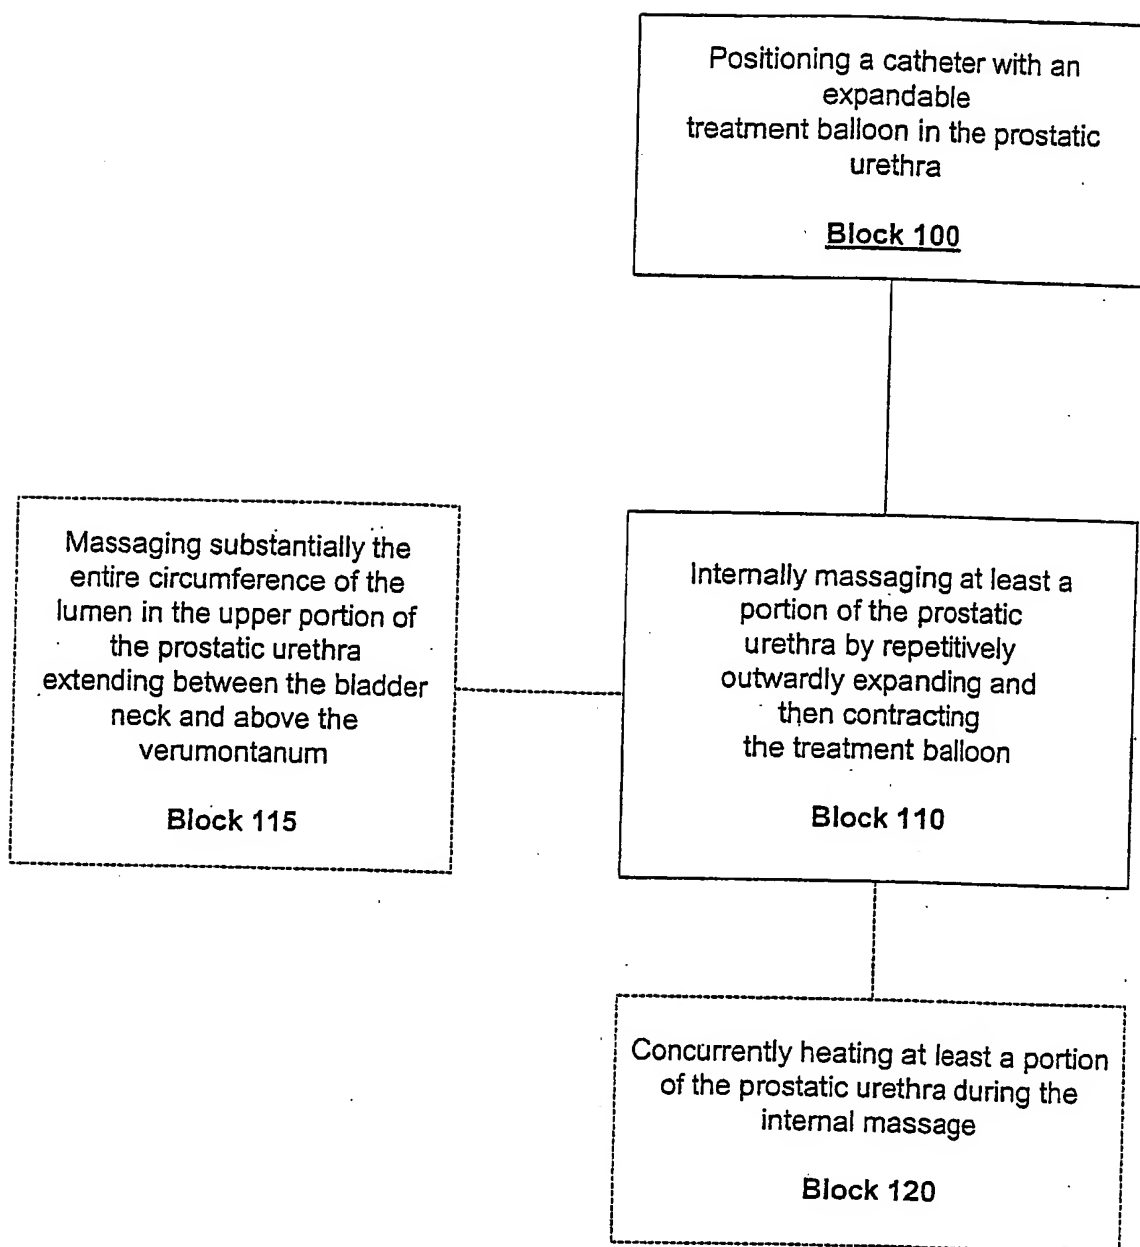 Positioning a catheter with an
expandable
treatment balloon in the prostatic
urethra
Block 100
Massaging substantially the
entire circumference of the
lumen in the upper portion of
the prostatic urethra
extending between the bladder
neck and above the
verumontanum
Block 115
Internally massaging at least a
portion of the prostatic
urethra by repetitively
outwardly expanding and
then contracting
the treatment balloon
Block 110
Concurrently heating at least a portion
of the prostatic urethra during the
internal massage
Block 120